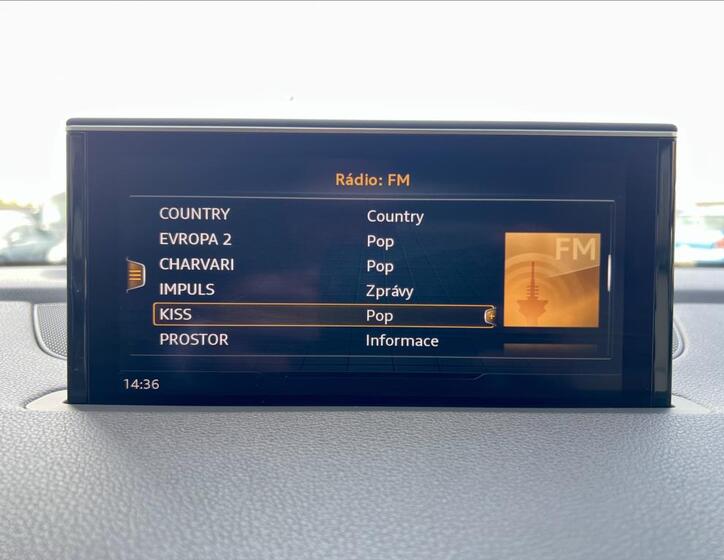 Rádio: FM
COUNTRY Country
EVROPA 2 Pop
CHARVARI Pop
IMPULS Zprávy
KISS Pop
PROSTOR Informace
FM
14:36